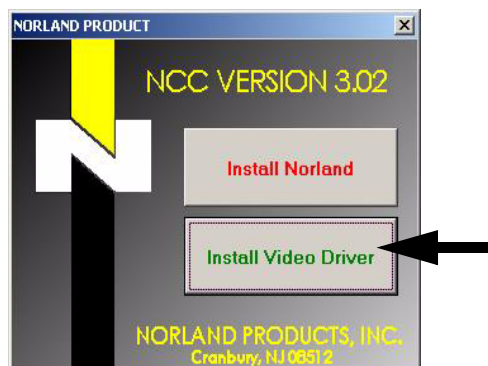 NORLAND PRODUCT
NCC VERSION 3.02
Install Norland
Install Video Driver
NORLAND PRODUCTS, INC.
Cranbury, NJ 08512